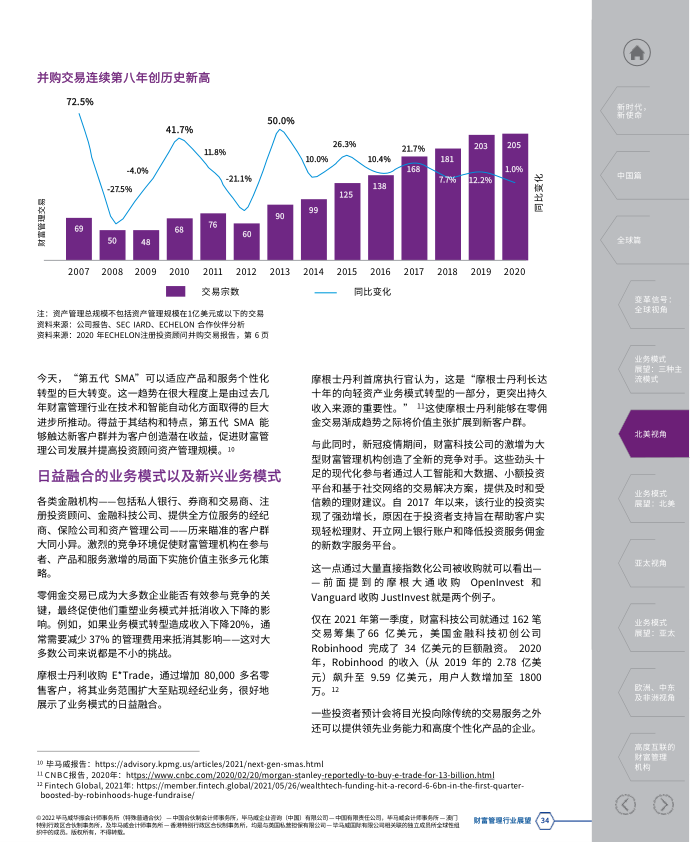 并购交易连续第八年创历史新高
72.5%
-27.5%
-4.0%
41.7%
11.8%
-21.1%
50.0%
10.0%
26.3%
10.4%
21.7%
7.7%
12.2%
1.0%
69
50
48
68
76
60
90
99
125
138
168
181
203
205
财富管理交易
同比变化
2007 2008 2009 2010 2011 2012 2013 2014 2015 2016 2017 2018 2019 2020
交易宗数 同比变化
注：资产管理总规模不包括资产管理规模在1亿美元或以下的交易
资料来源：公司报告、SEC IARD、ECHELON 合作伙伴分析
资料来源：2020 年ECHELON注册投资顾问并购交易报告，第 6 页
今天，“第五代 SMA”可以适应产品和服务个性化
转型的巨大转变。这一趋势在很大程度上是由过去几
年财富管理行业在技术和智能自动化方面取得的巨大
进步所推动。得益于其结构和特点，第五代 SMA 能
够触达新客户群并为客户创造潜在收益，促进财富管
理公司发展并提高投资顾问资产管理规模。10
日益融合的业务模式以及新兴业务模式
各类金融机构——包括私人银行、券商和交易商、注
册投资顾问、金融科技公司、提供全方位服务的经纪
商、保险公司和资产管理公司——历来瞄准的客户群
大同小异。激烈的竞争环境促使财富管理机构在参与
者、产品和服务激增的局面下实施价值主张多元化策
略。
零佣金交易已成为大多数企业能否有效参与竞争的关
键，最终促使他们重塑业务模式并抵消收入下降的影
响。例如，如果业务模式转型造成收入下降20%，通
常需要减少 37% 的管理费用来抵消其影响——这对大
多数公司来说都是不小的挑战。
摩根士丹利收购 E*Trade，通过增加 80,000 多名零
售客户，将其业务范围扩大至贴现经纪业务，很好地
展示了业务模式的日益融合。
摩根士丹利首席执行官认为，这是“摩根士丹利长达
十年的向轻资产业务模式转型的一部分，更突出持久
收入来源的重要性。” 11这使摩根士丹利能够在零佣
金交易渐成趋势之际将价值主张扩展到新客户群。
与此同时，新冠疫情期间，财富科技公司的激增为大
型财富管理机构创造了全新的竞争对手。这些劲头十
足的现代化参与者通过人工智能和大数据、小额投资
平台和基于社交网络的交易解决方案，提供及时和受
信赖的理财建议。自 2017 年以来，该行业的投资实
现了强劲增长，原因在于投资者支持旨在帮助客户实
现轻松理财、开立网上银行账户和降低投资服务佣金
的新数字服务平台。
这一点通过大量直接指数化公司被收购就可以看出—
—前面提到的摩根大通收购 OpenInvest 和
Vanguard 收购 JustInvest 就是两个例子。
仅在 2021 年第一季度，财富科技公司就通过 162 笔
交易筹集了66 亿美元，美国金融科技初创公司
Robinhood 完成了 34 亿美元的巨额融资。 2020
年，Robinhood 的收入（从 2019 年的 2.78 亿美
元）飙升至 9.59 亿美元，用户人数增加至 1800
万。12
一些投资者预计会将目光投向除传统的交易服务之外
还可以提供领先业务能力和高度个性化产品的企业。
10 毕马威报告：https://advisory.kpmg.us/articles/2021/next-gen-smas.html
11 CNBC报告，2020年：https://www.cnbc.com/2020/02/20/morgan-stanley-reportedly-to-buy-e-trade-for-13-billion.html
12 Fintech Global, 2021年: https://member.fintech.global/2021/05/26/wealthtech-funding-hit-a-record-6-6bn-in-the-first-quarter-
boosted-by-robinhoods-huge-fundraise/
© 2022 毕马威华振会计师事务所（特殊普通合伙）— 中国合伙制会计师事务所，毕马威企业咨询（中国）有限公司 — 中国有限责任公司，毕马威会计师事务所 — 澳门
特别行政区合伙制事务所，及毕马威会计师事务所 — 香港特别行政区合伙制事务所，均是与英国私营担保有限公司 — 毕马威国际有限公司相关联的独立成员所全球性组
织中的成员。版权所有，不得转载。
财富管理行业展望 34
新时代，
新使命
中国篇
全球篇
变革信号：
全球视角
业务模式
展望：三种主
流模式
北美视角
业务模式
展望：北美
亚太视角
业务模式
展望：亚太
欧洲、中东
及非洲视角
高度互联的
财富管理
机构